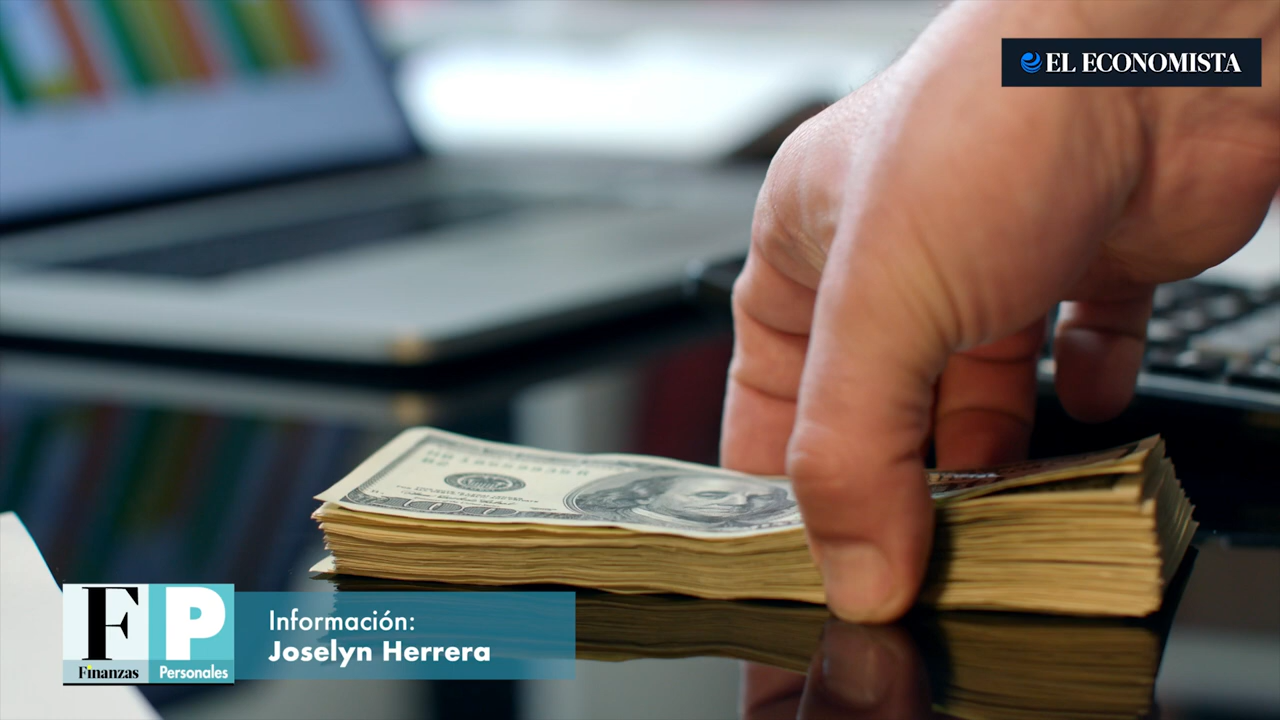 EL ECONOMISTA
F P
Finanzas Personales
Información:
Joselyn Herrera